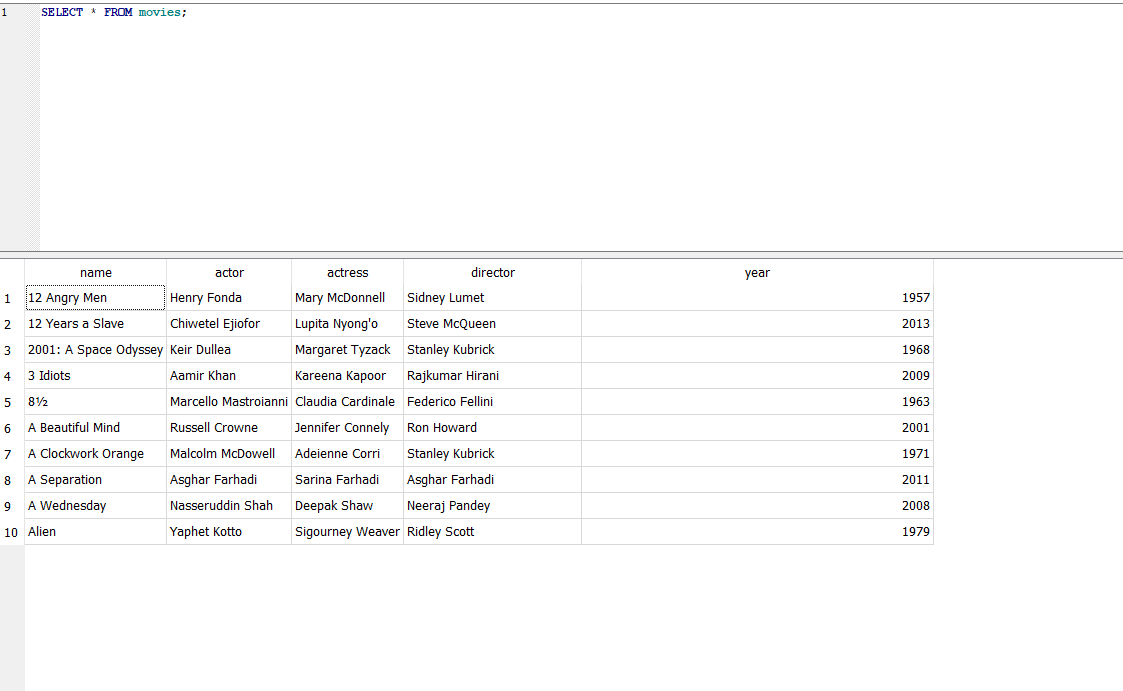 1 SELECT * FROM movies;
name actor actress director year
1 12 Angry Men Henry Fonda Mary McDonnell Sidney Lumet 1957
2 12 Years a Slave Chiwetel Ejiofor Lupita Nyong'o Steve McQueen 2013
3 2001: A Space Odyssey Keir Dullea Margaret Tyzack Stanley Kubrick 1968
4 3 Idiots Aamir Khan Kareena Kapoor Rajkumar Hirani 2009
5 8½ Marcello Mastroianni Claudia Cardinale Federico Fellini 1963
6 A Beautiful Mind Russell Crowne Jennifer Connely Ron Howard 2001
7 A Clockwork Orange Malcolm McDowell Adeienne Corri Stanley Kubrick 1971
8 A Separation Asghar Farhadi Sarina Farhadi Asghar Farhadi 2011
9 A Wednesday Nasseruddin Shah Deepak Shaw Neeraj Pandey 2008
10 Alien Yaphet Kotto Sigourney Weaver Ridley Scott 1979